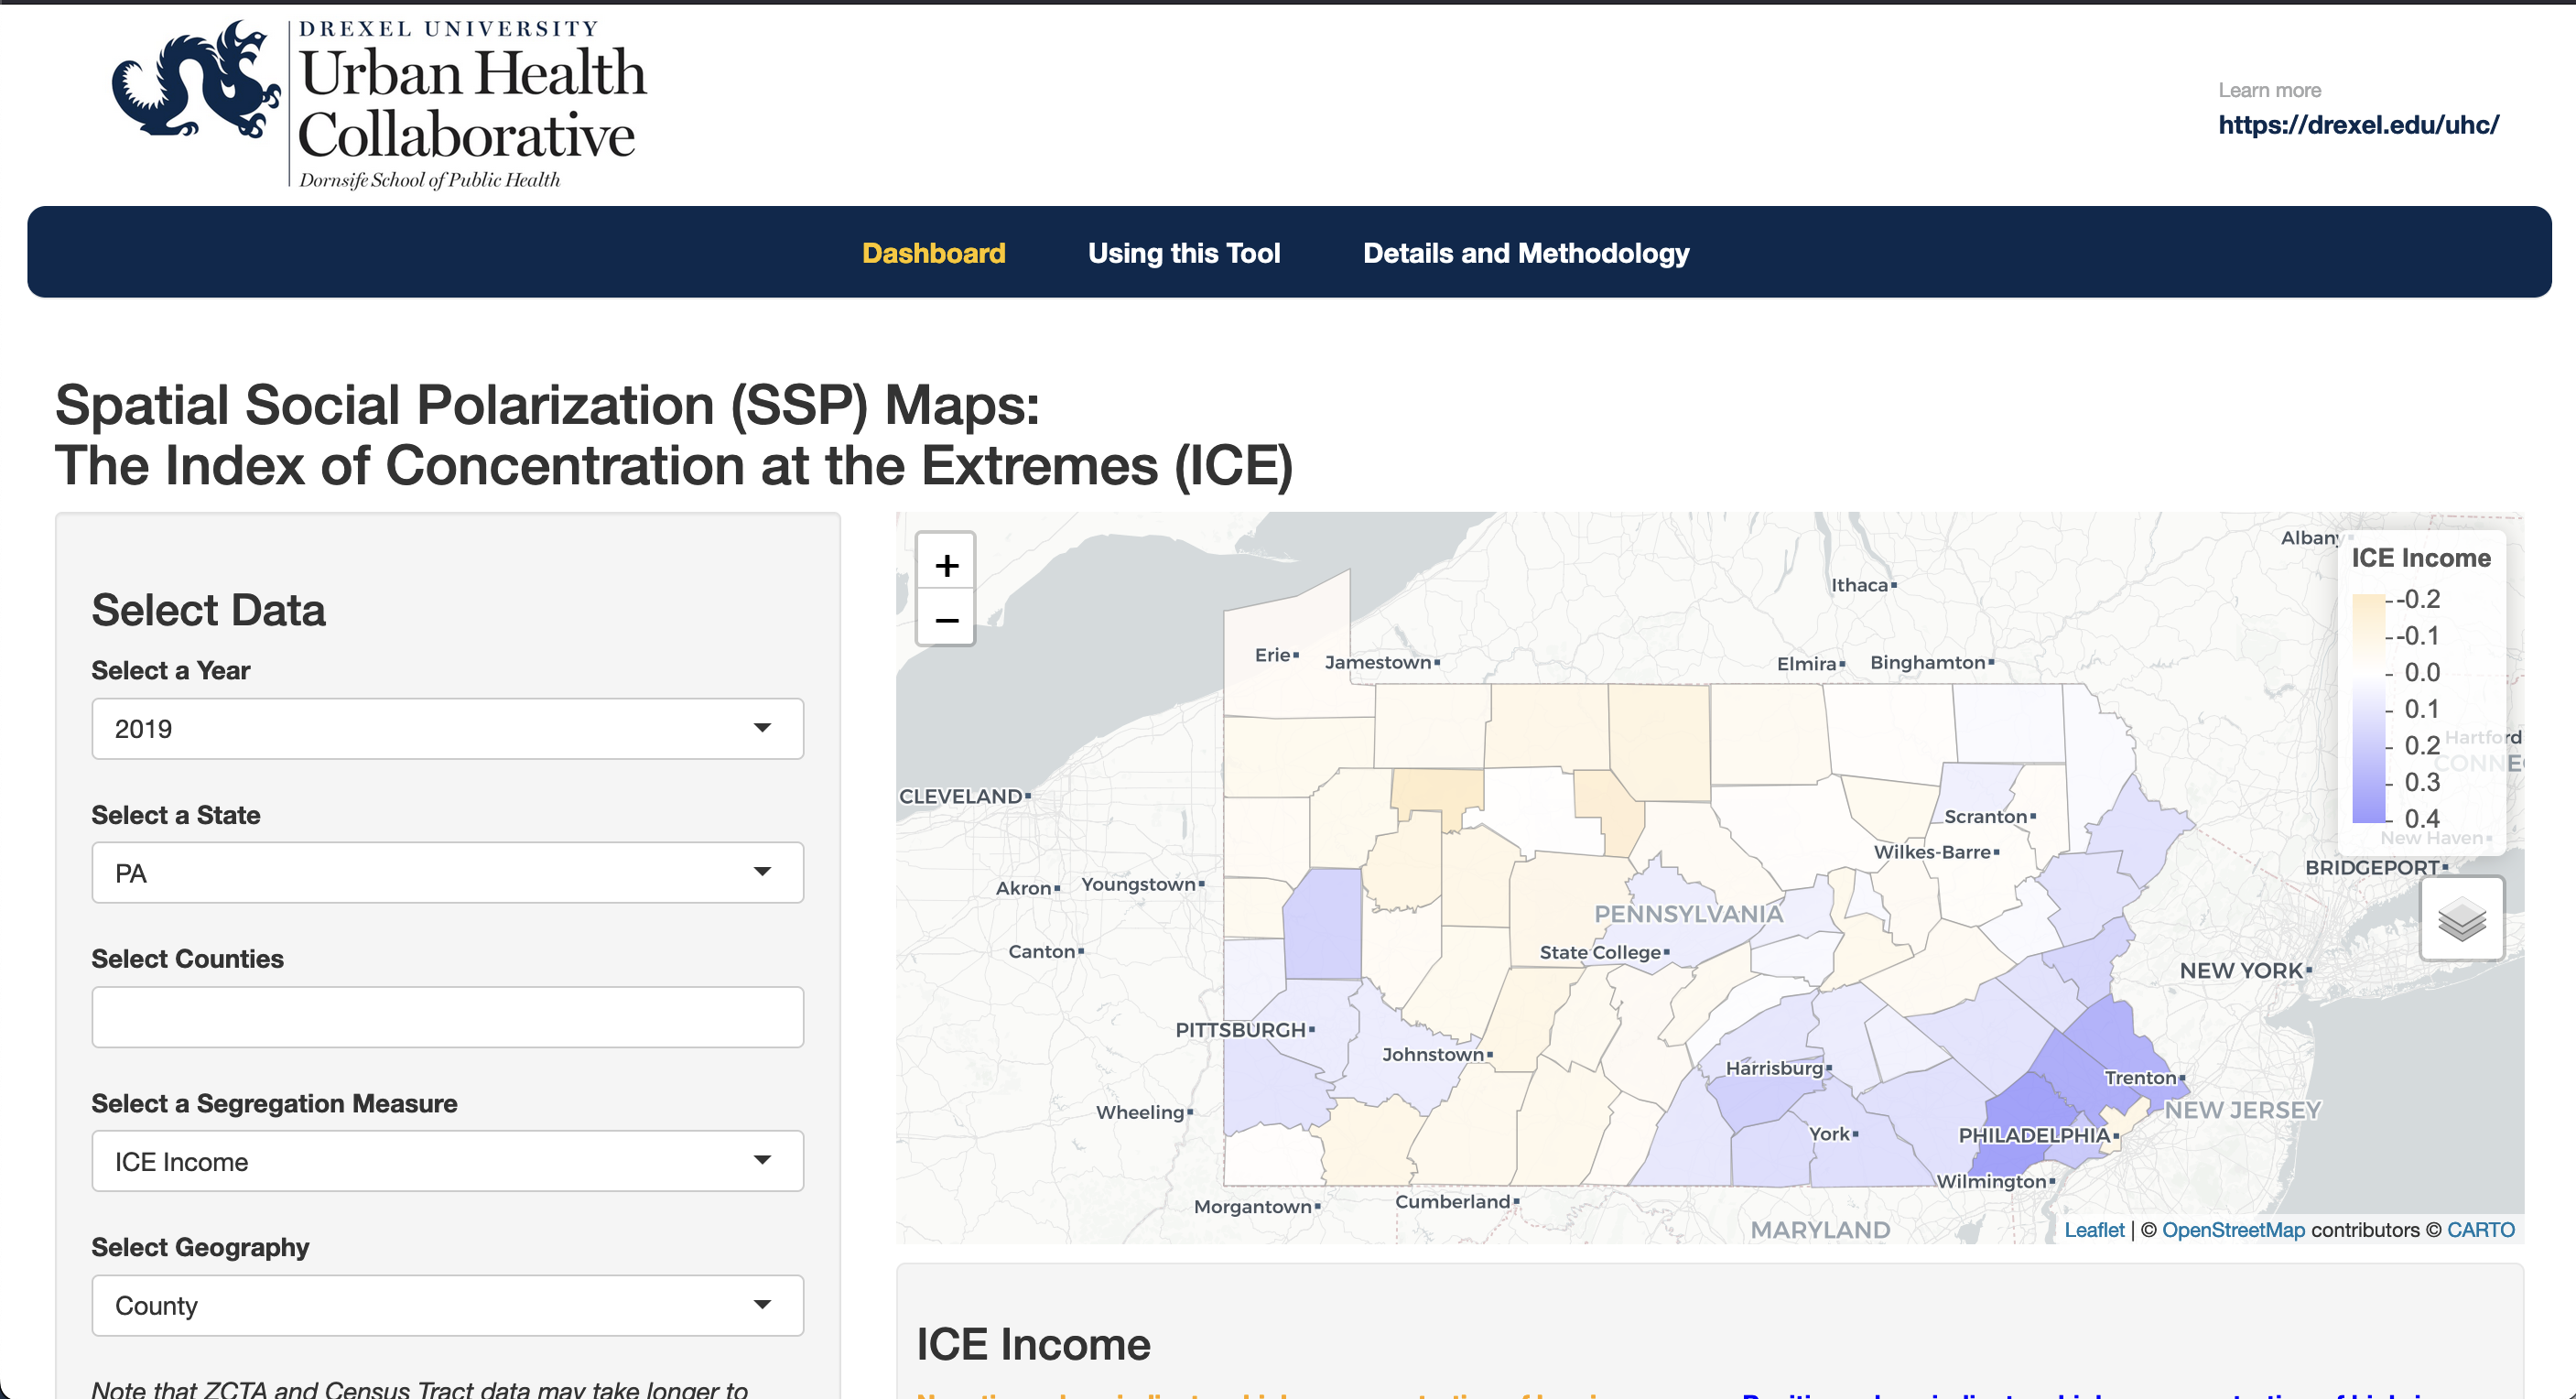 DREXEL UNIVERSITY
Urban Health
Collaborative
Dornsife School of Public Health
Learn more
https://drexel.edu/uhc/
Dashboard
Using this Tool
Details and Methodology
Spatial Social Polarization (SSP) Maps:
The Index of Concentration at the Extremes (ICE)
Select Data
Select a Year
2019
Select a State
PA
Select Counties
Select a Segregation Measure
ICE Income
Select Geography
County
Note that ZCTA and Census Tract data may take longer to
+
−
Albany
Ithaca
Erie
Jamestown
Elmira
Binghamton
CLEVELAND
Scranton
Wilkes-Barre
Akron
Youngstown
PENNSYLVANIA
Canton
State College
NEW YORK
PITTSBURGH
Johnstown
Harrisburg
Trenton
NEW JERSEY
Wheeling
York
PHILADELPHIA
Wilmington
Morgantown
Cumberland
MARYLAND
ICE Income
-0.2
-0.1
0.0
0.1
0.2
0.3
0.4
Hartford
CONNEC
New Haven
BRIDGEPORT
Leaflet | © OpenStreetMap contributors © CARTO
ICE Income